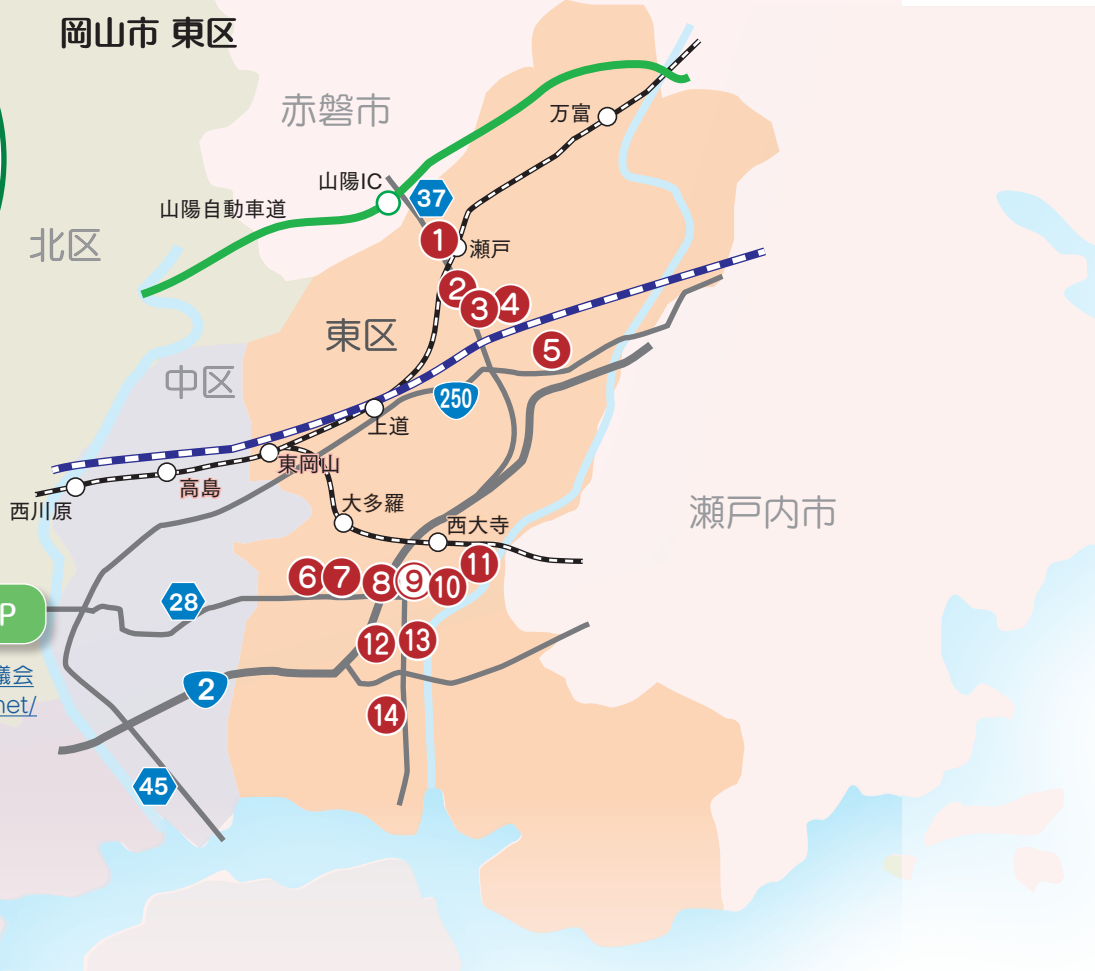 岡山市 東区
赤磐市
万富
山陽IC
37
山陽自動車道
1
瀬戸
北区
2
3
4
東区
5
中区
250
上道
東岡山
高島
西川原
大多羅
西大寺
瀬戸内市
6
7
8
9
10
11
28
P
12
13
議会
net/
2
14
45